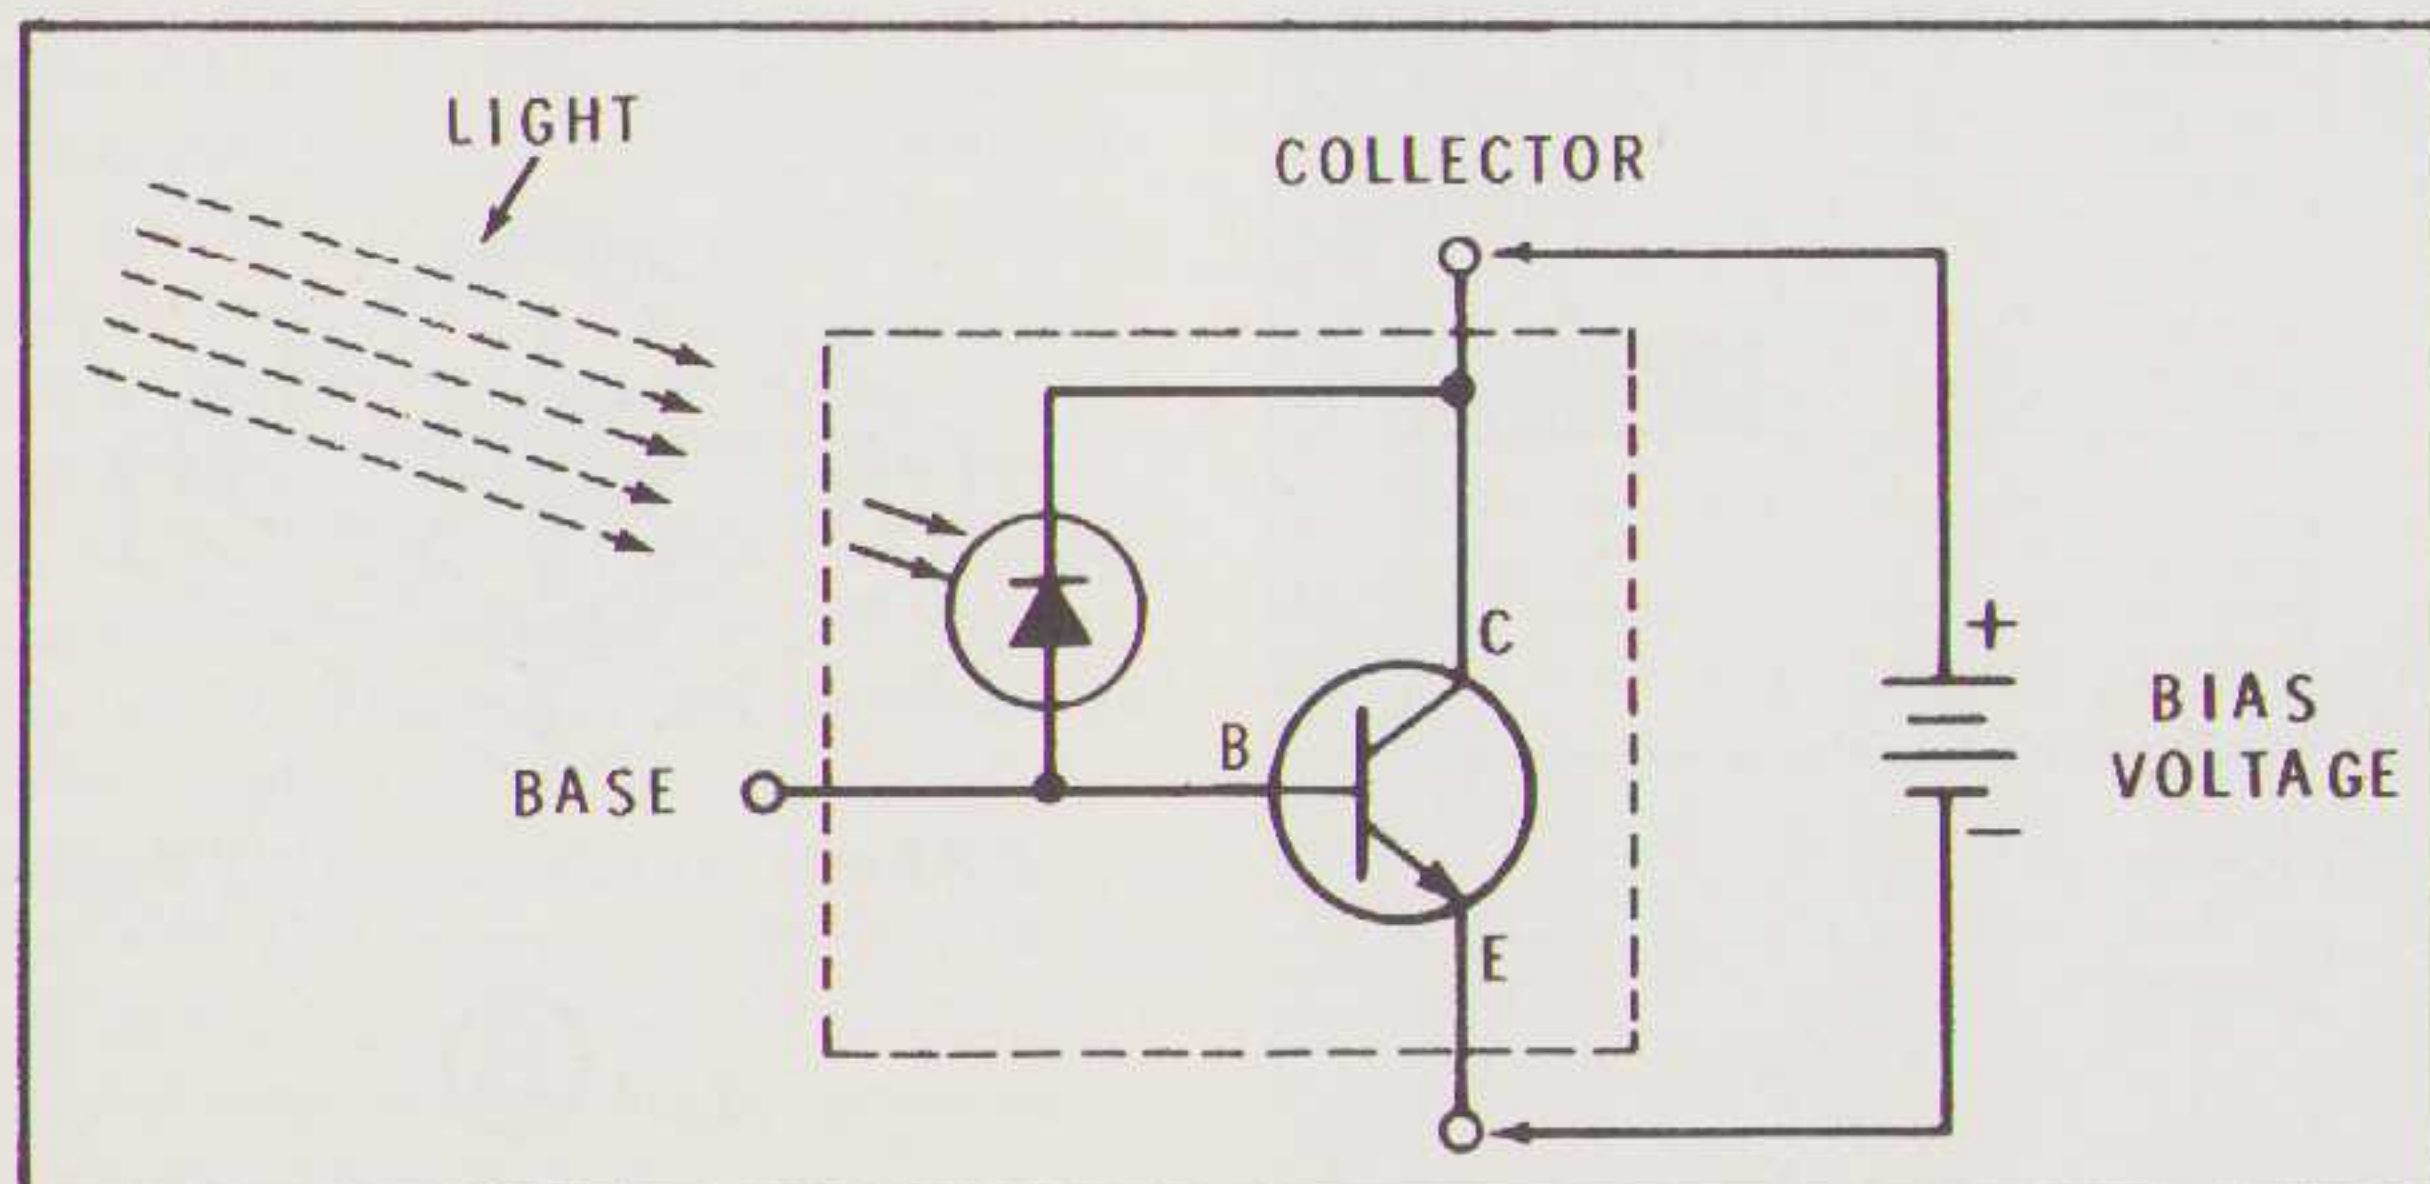 LIGHT
COLLECTOR
C
+
BIAS
VOLTAGE
B
BASE
−
E